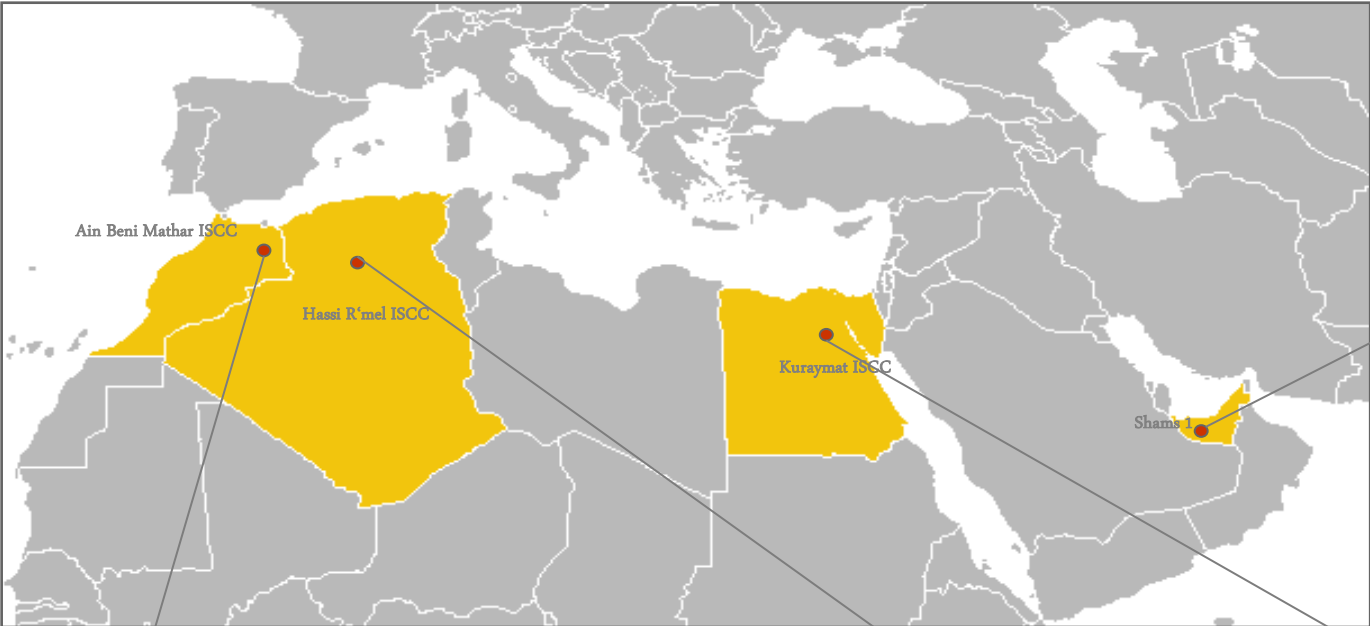 Ain Beni Mathar ISCC
Hassi R‘mel ISCC
Kuraymat ISCC
Shams 1